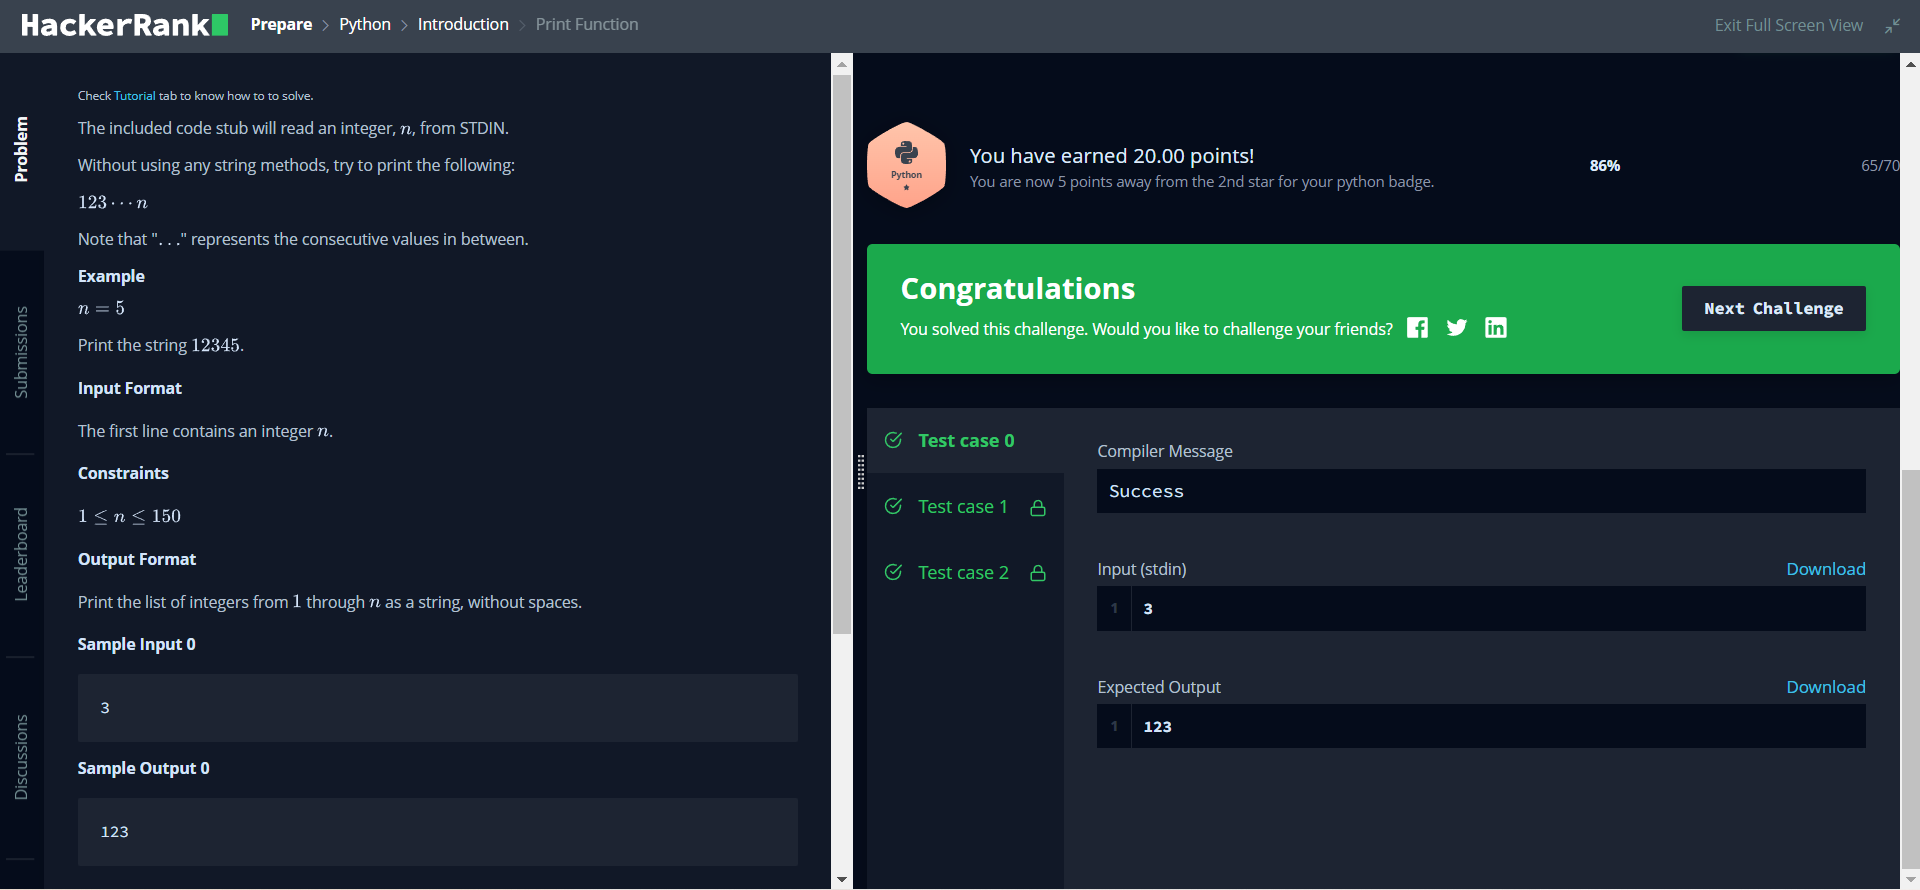 HackerRank Prepare > Python > Introduction > Print Function
Exit Full Screen View
Problem
Submissions
Leaderboard
Discussions
Check Tutorial tab to know how to to solve.
The included code stub will read an integer, n, from STDIN.
Without using any string methods, try to print the following:
123 ⋯ n
Note that "..." represents the consecutive values in between.
Example
n = 5
Print the string 12345.
Input Format
The first line contains an integer n.
Constraints
1 ≤ n ≤ 150
Output Format
Print the list of integers from 1 through n as a string, without spaces.
Sample Input 0
3
Sample Output 0
123
Python
You have earned 20.00 points!
You are now 5 points away from the 2nd star for your python badge.
86%
65/70
Congratulations
You solved this challenge. Would you like to challenge your friends?
Next Challenge
Test case 0
Test case 1
Test case 2
Compiler Message
Success
Input (stdin)
Download
1 3
Expected Output
Download
1 123